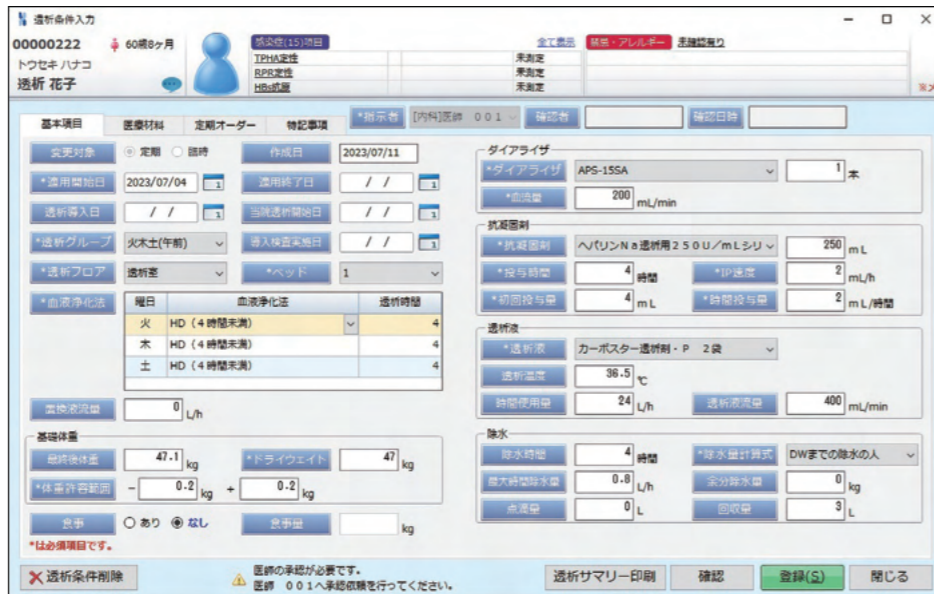 透析条件入力
00000222 60歳8ヶ月
トウセキ ハナコ
透析 花子
感染症(15)項目 全て表示 禁忌・アレルギー 未確認有り
TPHA定性 未測定
RPR定性 未測定
HBs抗原 未測定
基本項目 医療材料 定期オーダー 特記事項 *指示者 [内科]医師 001 確認者 確認日時
変更対象 定期 臨時 作成日 2023/07/11
*適用開始日 2023/07/04 適用終了日 / /
透析導入日 / / 当院透析開始日 / /
*透析グループ 火木土(午前) 導入検査実施日 / /
*透析フロア 透析室 *ベッド 1
*血液浄化法 曜日 血液浄化法 透析時間
火 HD(4時間未満) 4
木 HD(4時間未満) 4
土 HD(4時間未満) 4
置換液流量 0 L/h
基礎体重
最終後体重 47.1 kg *ドライウェイト 47 kg
*体重許容範囲 - 0.2 kg + 0.2 kg
食事 あり なし 食事量 kg
*は必須項目です。
ダイアライザ
*ダイアライザ APS-15SA 1 本
*血流量 200 mL/min
抗凝固剤
*抗凝固剤 ヘパリンNa透析用250U/mLシリ 250 mL
*投与時間 4 時間 *IP速度 2 mL/h
*初回投与量 4 mL *時間投与量 2 mL/時間
透析液
*透析液 カーボスター透析剤・P 2袋
透析温度 36.5 ℃
時間使用量 24 L/h 透析液流量 400 mL/min
除水
除水時間 4 時間 *除水量計算式 DWまでの除水の人
最大時間除水量 0.8 L/h 余分除水量 0 kg
点滴量 0 L 回収量 3 L
透析条件削除
医師の承認が必要です。
医師 001へ承認依頼を行ってください。
透析サマリー印刷 確認 登録(S) 閉じる